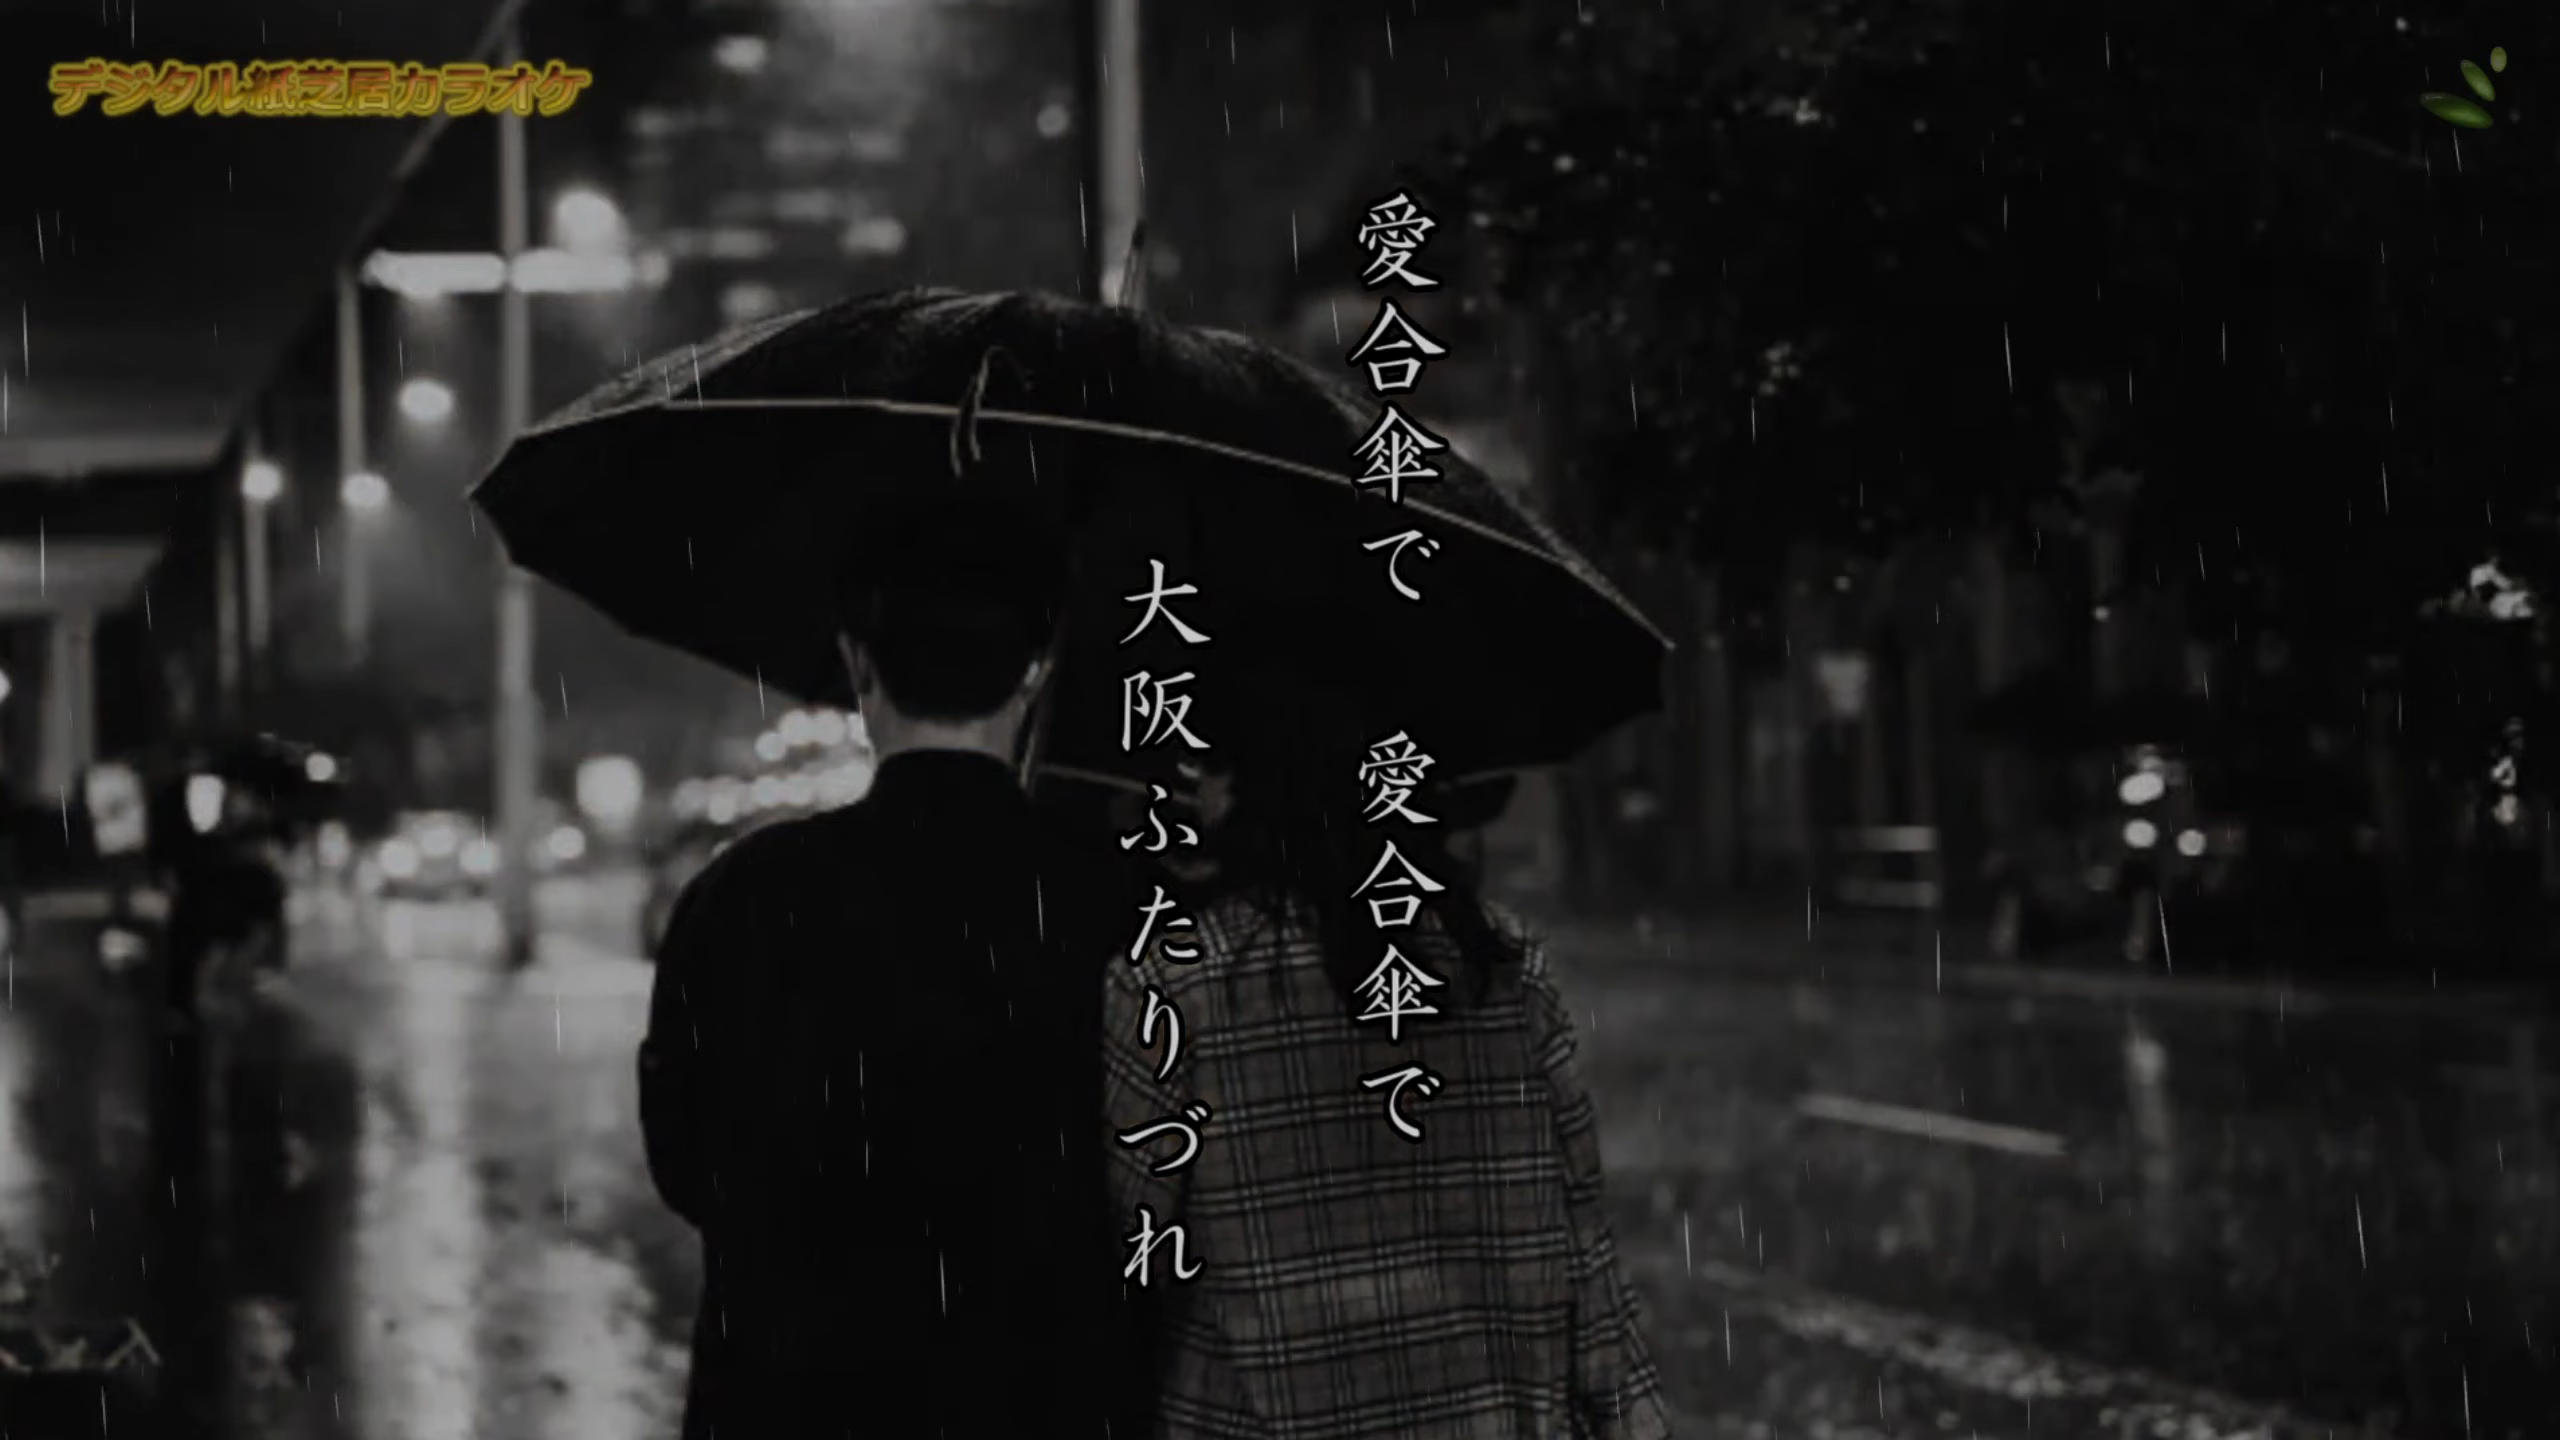 デジタル紙芝居カラオケ
愛合傘で　愛合傘で
大阪ふたりづれ